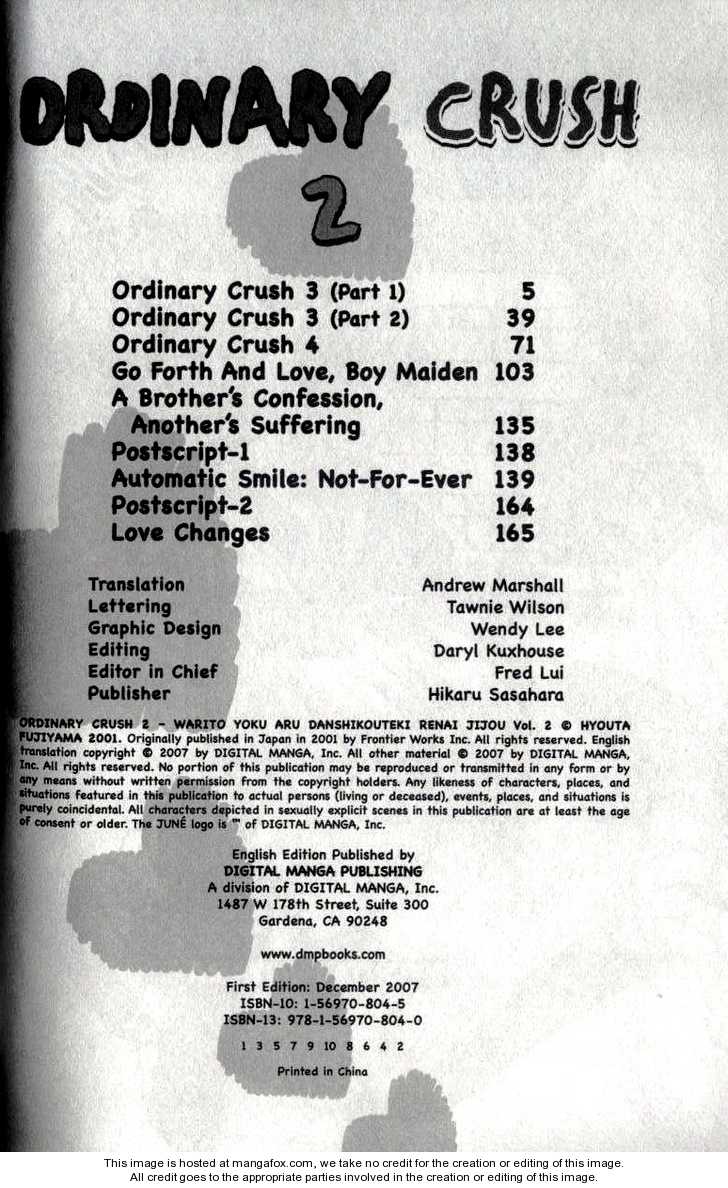 ORDINARY CRUSH
2
Ordinary Crush 3 (Part 1) 5
Ordinary Crush 3 (Part 2) 39
Ordinary Crush 4 71
Go Forth And Love, Boy Maiden 103
A Brother's Confession,
Another's Suffering 135
Postscript-1 138
Automatic Smile: Not-For-Ever 139
Postscript-2 164
Love Changes 165
Translation Andrew Marshall
Lettering Tawnie Wilson
Graphic Design Wendy Lee
Editing Daryl Kuxhouse
Editor in Chief Fred Lui
Publisher Hikaru Sasahara
ORDINARY CRUSH 2 - WARITO YOKU ARU DANSHIKOUTEKI RENAI JIJOU Vol. 2 © HYOUTA
FUJIYAMA 2001. Originally published in Japan in 2001 by Frontier Works Inc. All rights reserved. English
translation copyright © 2007 by DIGITAL MANGA, Inc. All other material © 2007 by DIGITAL MANGA,
Inc. All rights reserved. No portion of this publication may be reproduced or transmitted in any form or by
any means without written permission from the copyright holders. Any likeness of characters, places, and
situations featured in this publication to actual persons (living or deceased), events, places, and situations is
purely coincidental. All characters depicted in sexually explicit scenes in this publication are at least the age
of consent or older. The JUNÉ logo is ™ of DIGITAL MANGA, Inc.
English Edition Published by
DIGITAL MANGA PUBLISHING
A division of DIGITAL MANGA, Inc.
1487 W 178th Street, Suite 300
Gardena, CA 90248
www.dmpbooks.com
First Edition: December 2007
ISBN-10: 1-56970-804-5
ISBN-13: 978-1-56970-804-0
1 3 5 7 9 10 8 6 4 2
Printed in China
This image is hosted at mangafox.com, we take no credit for the creation or editing of this image.
All credit goes to the appropriate parties involved in the creation or editing of this image.